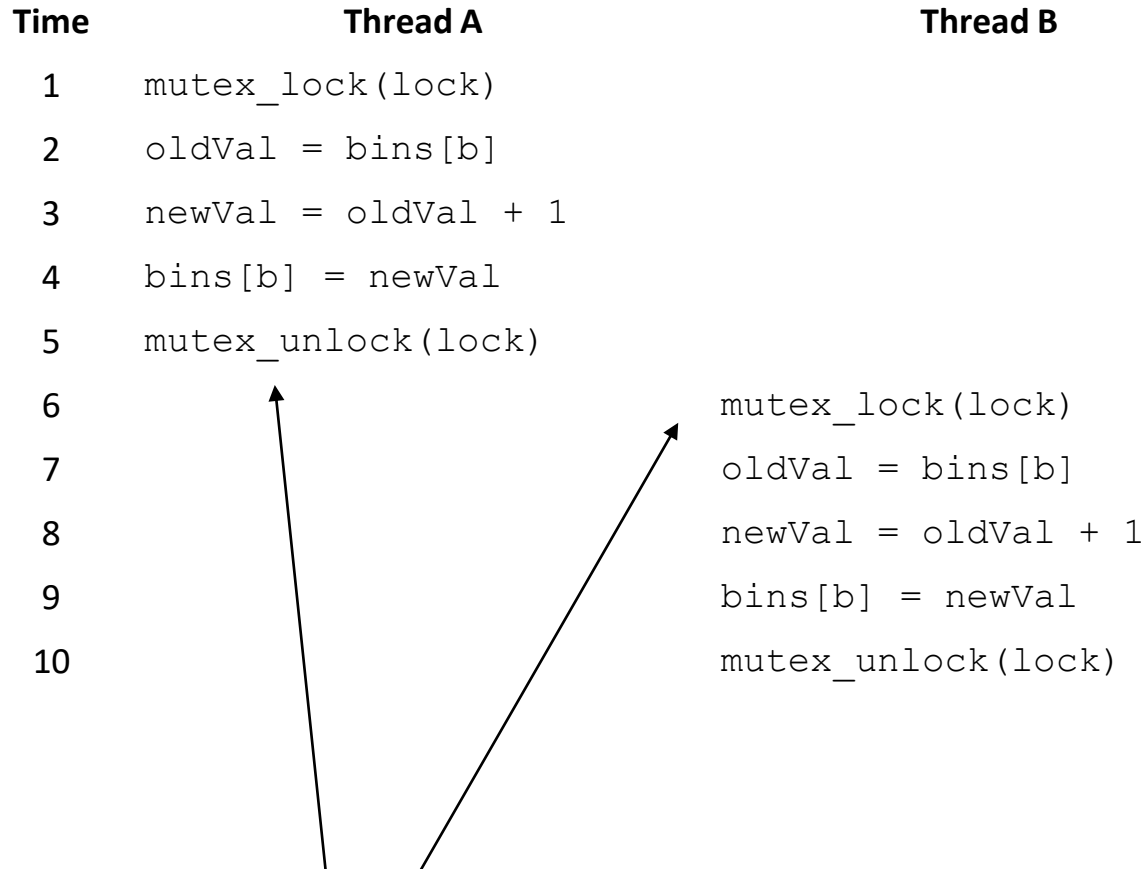 Time Thread A Thread B
1 mutex_lock(lock)
2 oldVal = bins[b]
3 newVal = oldVal + 1
4 bins[b] = newVal
5 mutex_unlock(lock)
6 mutex_lock(lock)
7 oldVal = bins[b]
8 newVal = oldVal + 1
9 bins[b] = newVal
10 mutex_unlock(lock)